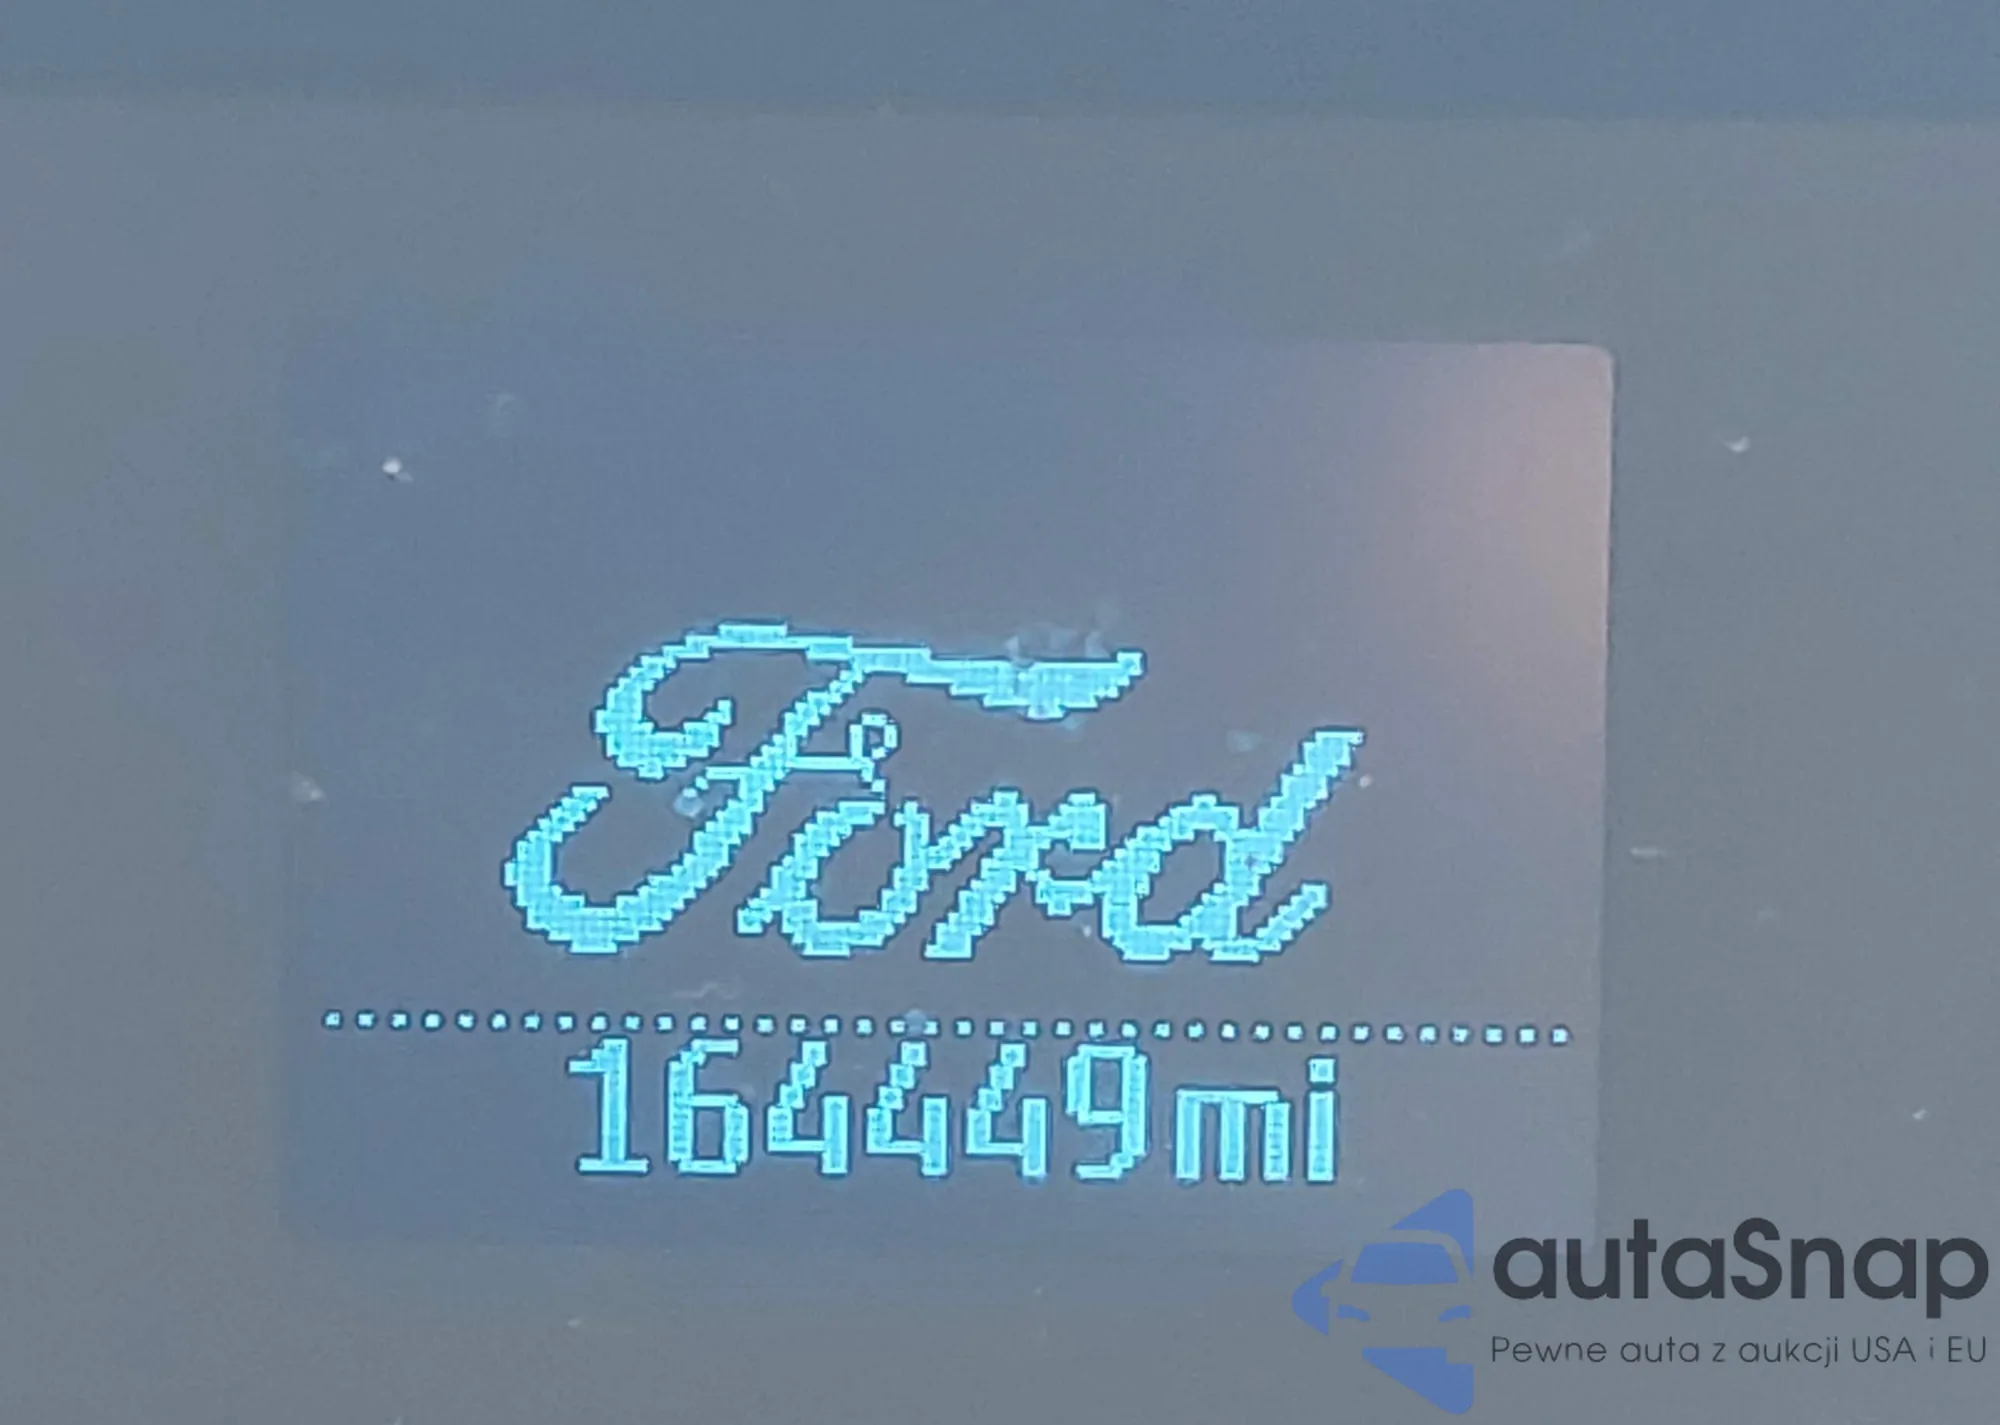 Ford
164449mi
autaSnap
Pewne auta z aukcji USA i EU